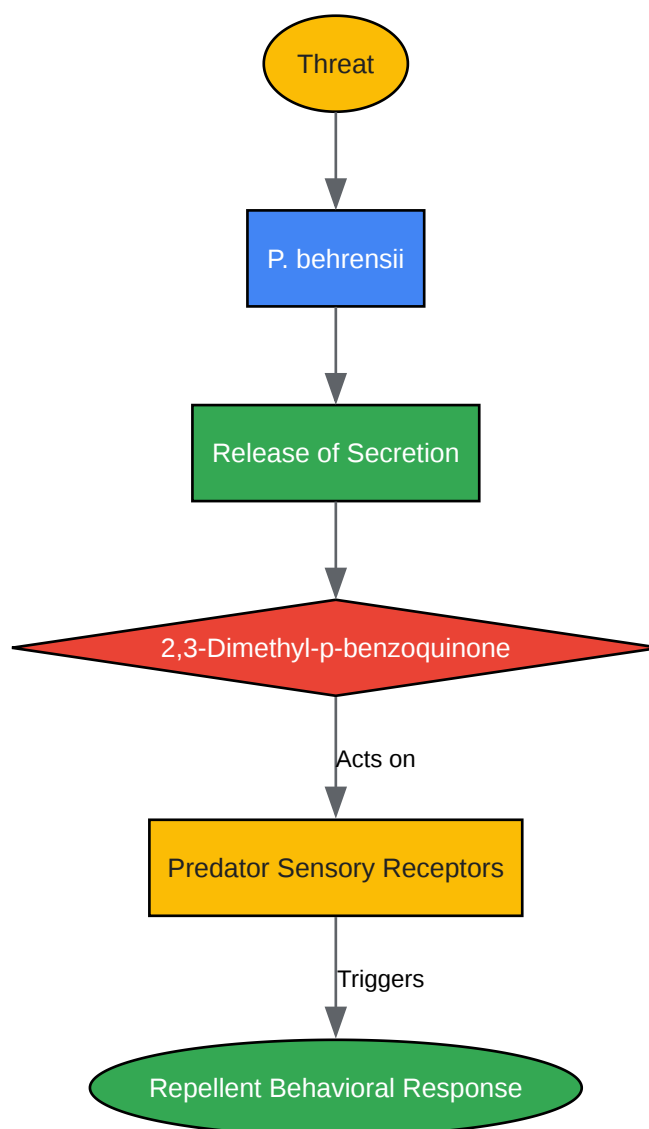 Threat
P. behrensii
Release of Secretion
2,3-Dimethyl-p-benzoquinone
Acts on
Predator Sensory Receptors
Triggers
Repellent Behavioral Response